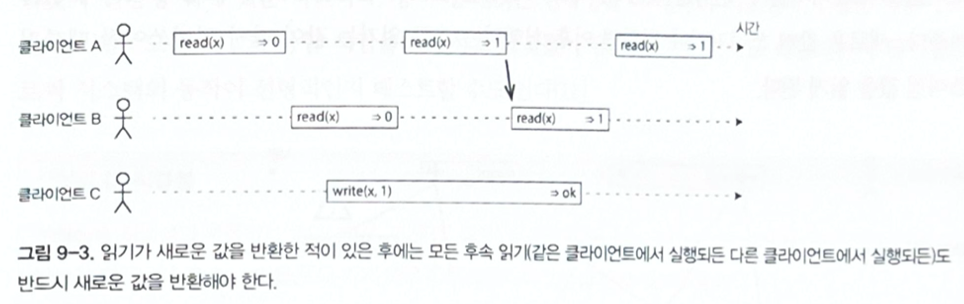 시간
클라이언트 A read(x) ⇒ 0 read(x) ⇒ 1 read(x) ⇒ 1
클라이언트 B read(x) ⇒ 0 read(x) ⇒ 1
클라이언트 C write(x, 1) ⇒ ok
그림 9-3. 읽기가 새로운 값을 반환한 적이 있은 후에는 모든 후속 읽기(같은 클라이언트에서 실행되든 다른 클라이언트에서 실행되든)도
반드시 새로운 값을 반환해야 한다.